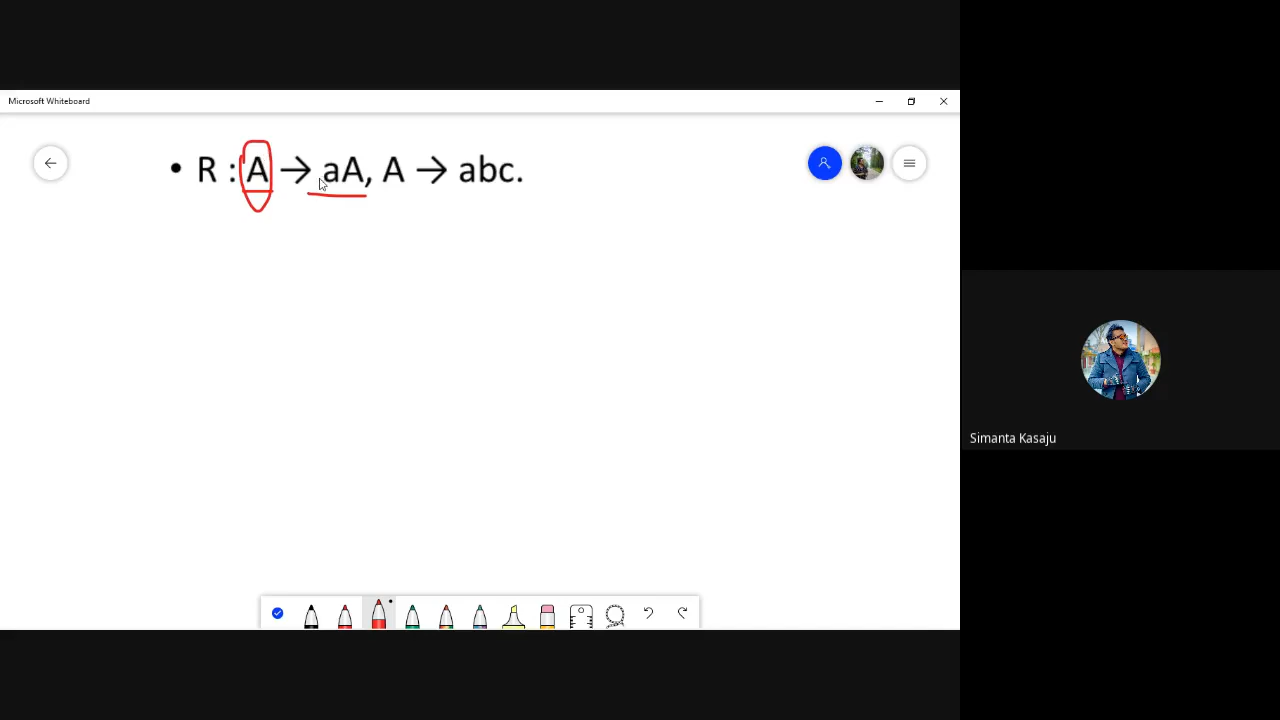 Microsoft Whiteboard
• R : A → aA, A → abc.
Simanta Kasaju